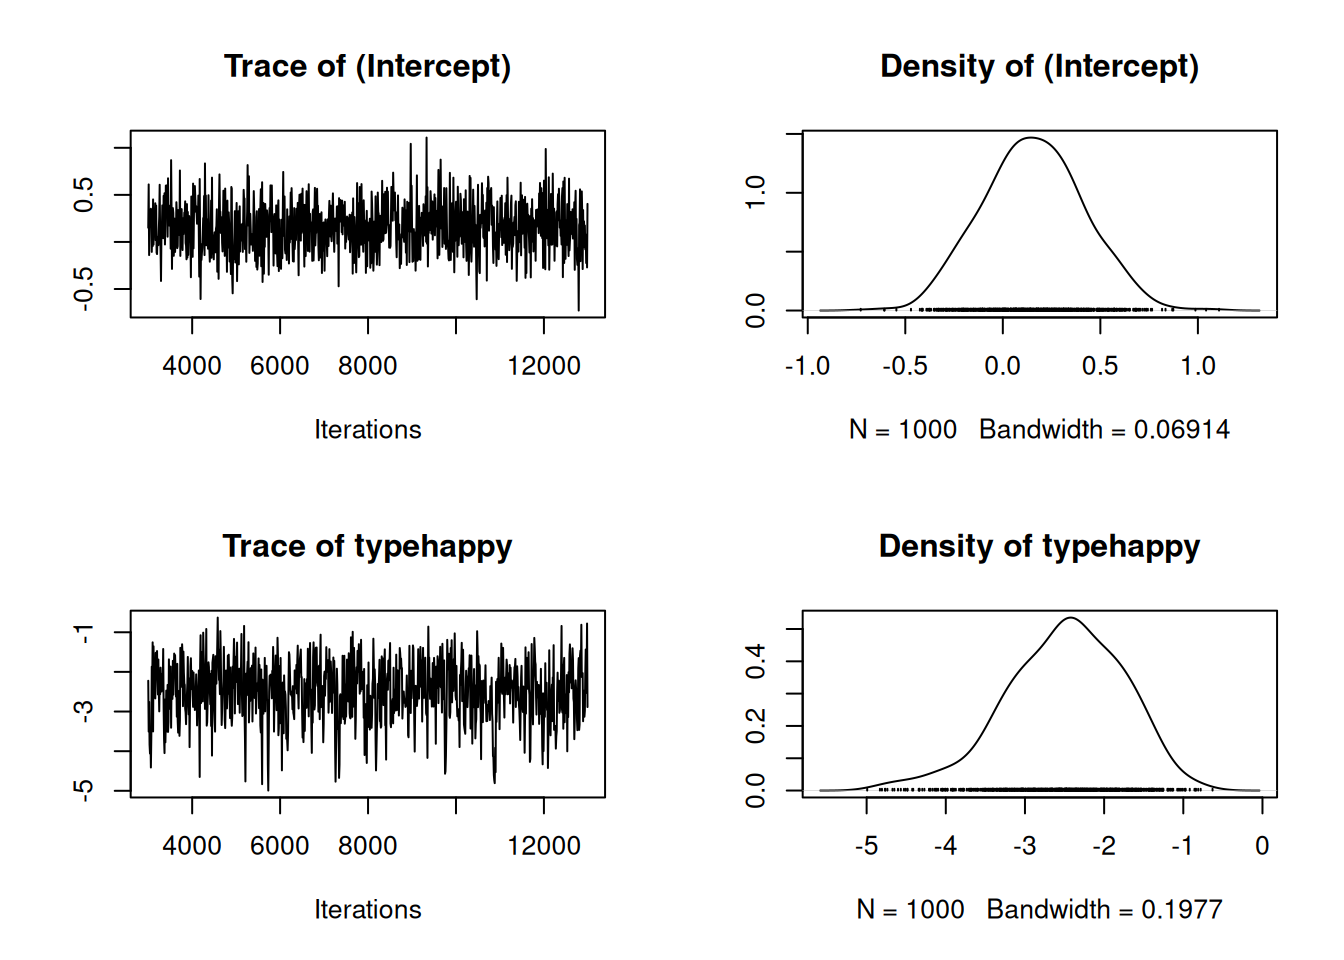 Trace of (Intercept)
0.5
-0.5
4000 6000 8000 12000
Iterations
Density of (Intercept)
1.0
0.0
-1.0 -0.5 0.0 0.5 1.0
N = 1000 Bandwidth = 0.06914
Trace of typehappy
-1
-3
-5
4000 6000 8000 12000
Iterations
Density of typehappy
0.4
0.2
0.0
-5 -4 -3 -2 -1 0
N = 1000 Bandwidth = 0.1977